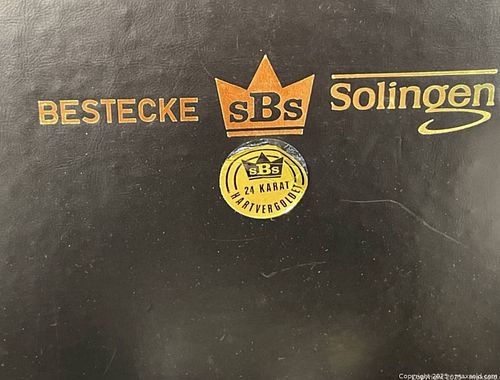 BESTECKE SBS Solingen
SBS
24 KARAT
HARTVERGOLDET